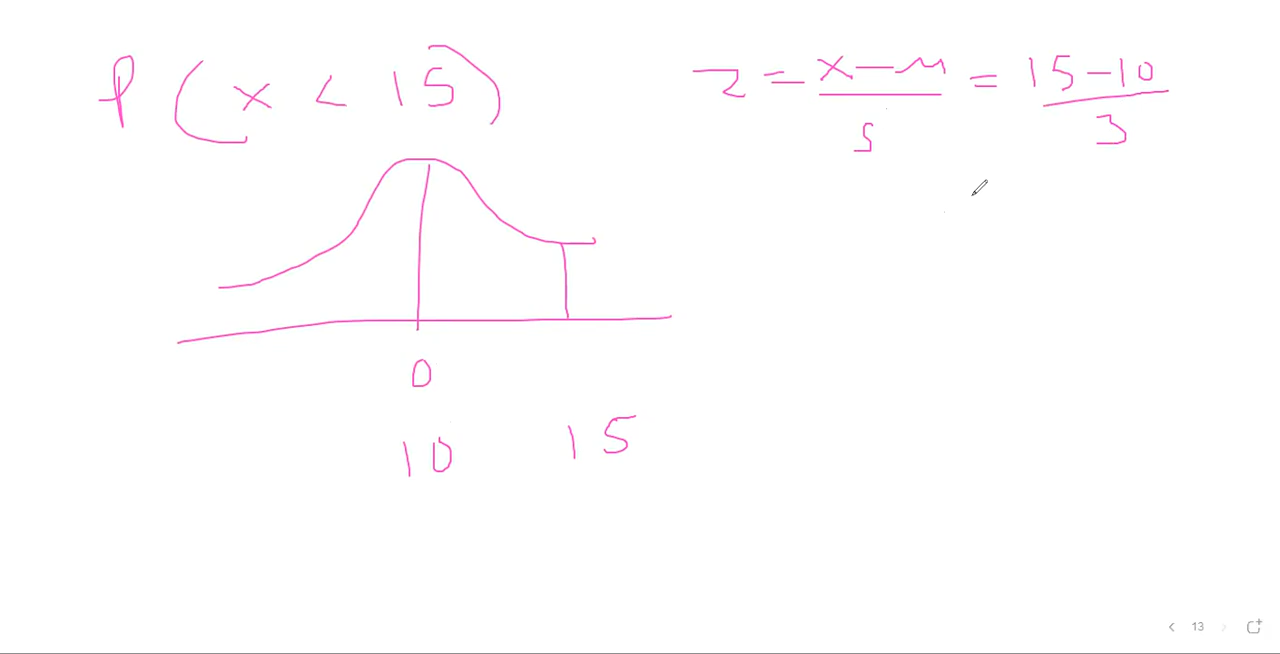 P ( x < 15 )
z = x - μ / s = 15 - 10 / 3
0
10 15
13